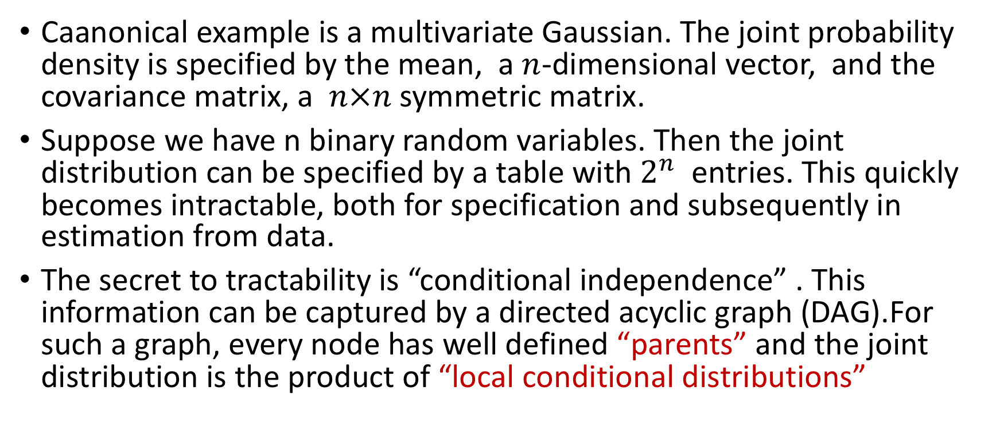 • Caanonical example is a multivariate Gaussian. The joint probability
density is specified by the mean,  a 𝑛-dimensional vector,  and the
covariance matrix, a  𝑛×𝑛 symmetric matrix.
• Suppose we have n binary random variables. Then the joint
distribution can be specified by a table with 2ⁿ  entries. This quickly
becomes intractable, both for specification and subsequently in
estimation from data.
• The secret to tractability is “conditional independence” . This
information can be captured by a directed acyclic graph (DAG).For
such a graph, every node has well defined “parents” and the joint
distribution is the product of “local conditional distributions”